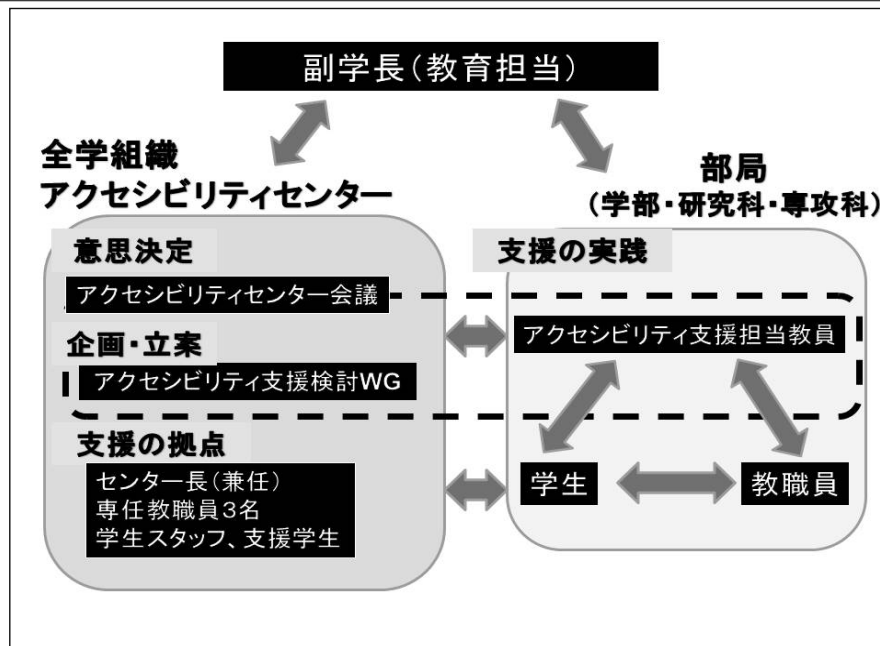 副学長（教育担当）
全学組織
アクセシビリティセンター
意思決定
アクセシビリティセンター会議
企画・立案
アクセシビリティ支援検討WG
支援の拠点
センター長（兼任）
専任教職員3名
学生スタッフ、支援学生
部局
（学部・研究科・専攻科）
支援の実践
アクセシビリティ支援担当教員
学生
教職員